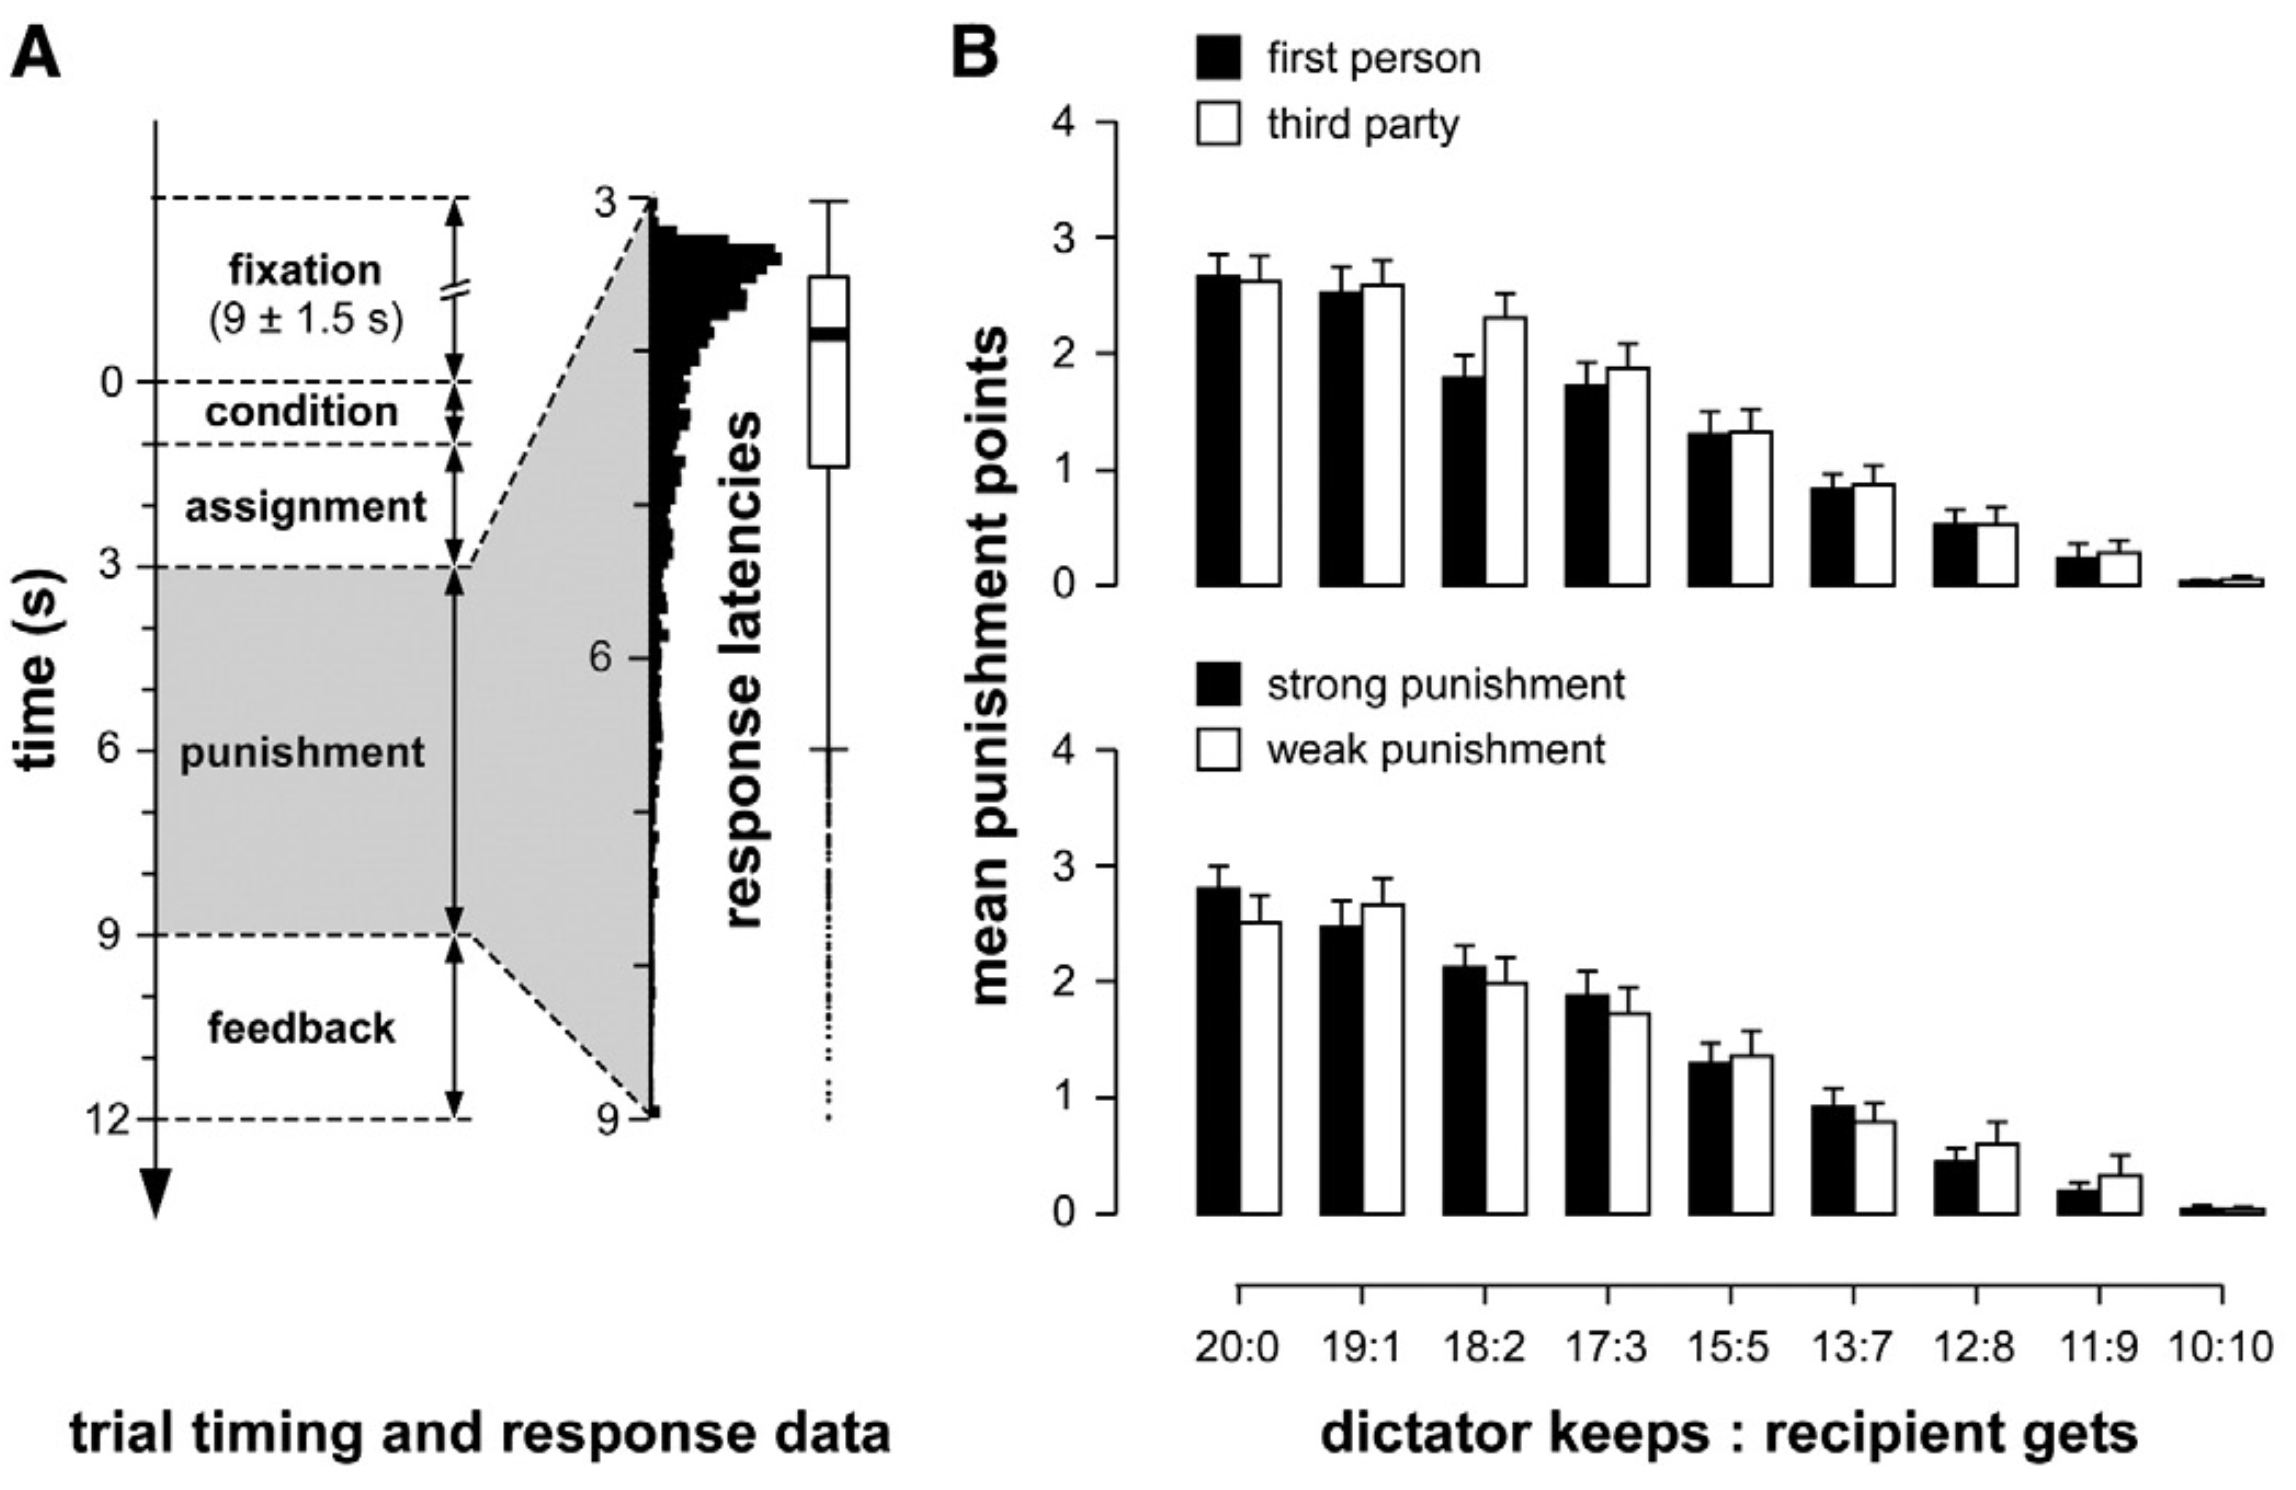 A
fixation
(9 ± 1.5 s)
condition
assignment
punishment
feedback
0
3
6
9
12
time (s)
3
6
9
response latencies
trial timing and response data
B
first person
third party
4
3
2
1
0
strong punishment
weak punishment
4
3
2
1
0
mean punishment points
20:0 19:1 18:2 17:3 15:5 13:7 12:8 11:9 10:10
dictator keeps : recipient gets